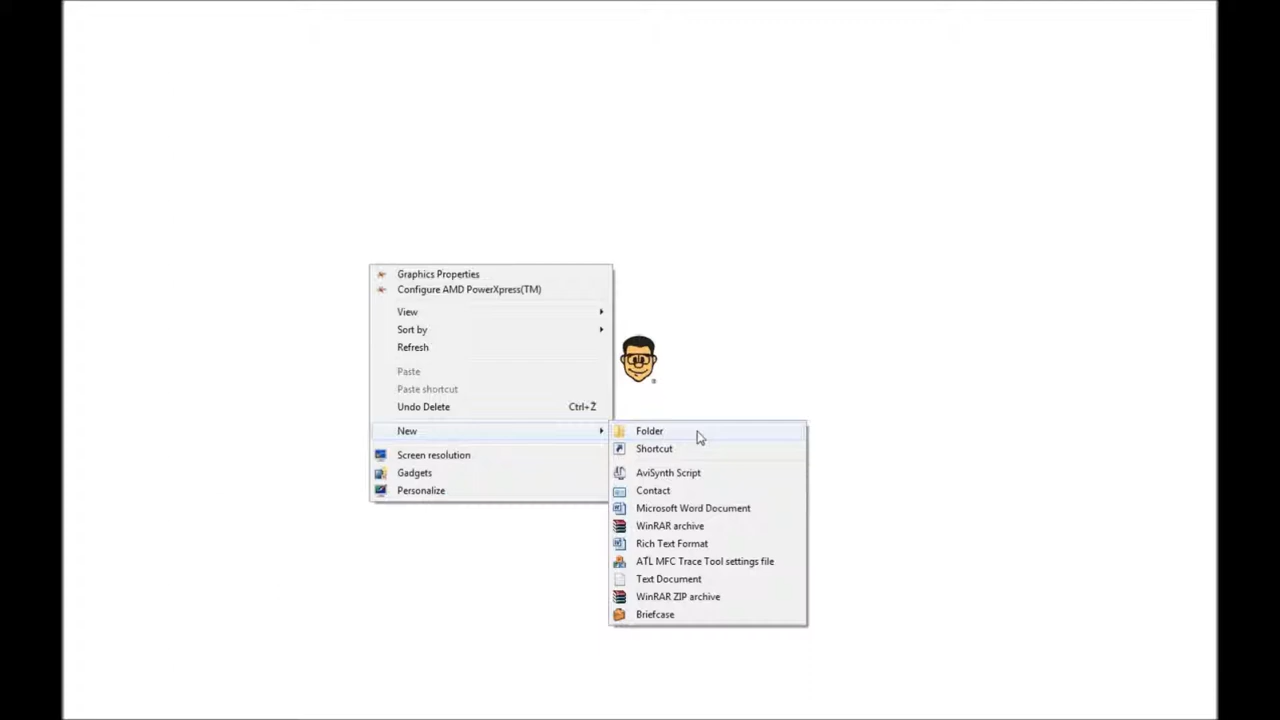 Graphics Properties
Configure AMD PowerXpress(TM)
View
Sort by
Refresh
Paste
Paste shortcut
Undo Delete Ctrl+Z
New
Screen resolution
Gadgets
Personalize
Folder
Shortcut
AviSynth Script
Contact
Microsoft Word Document
WinRAR archive
Rich Text Format
ATL MFC Trace Tool settings file
Text Document
WinRAR ZIP archive
Briefcase